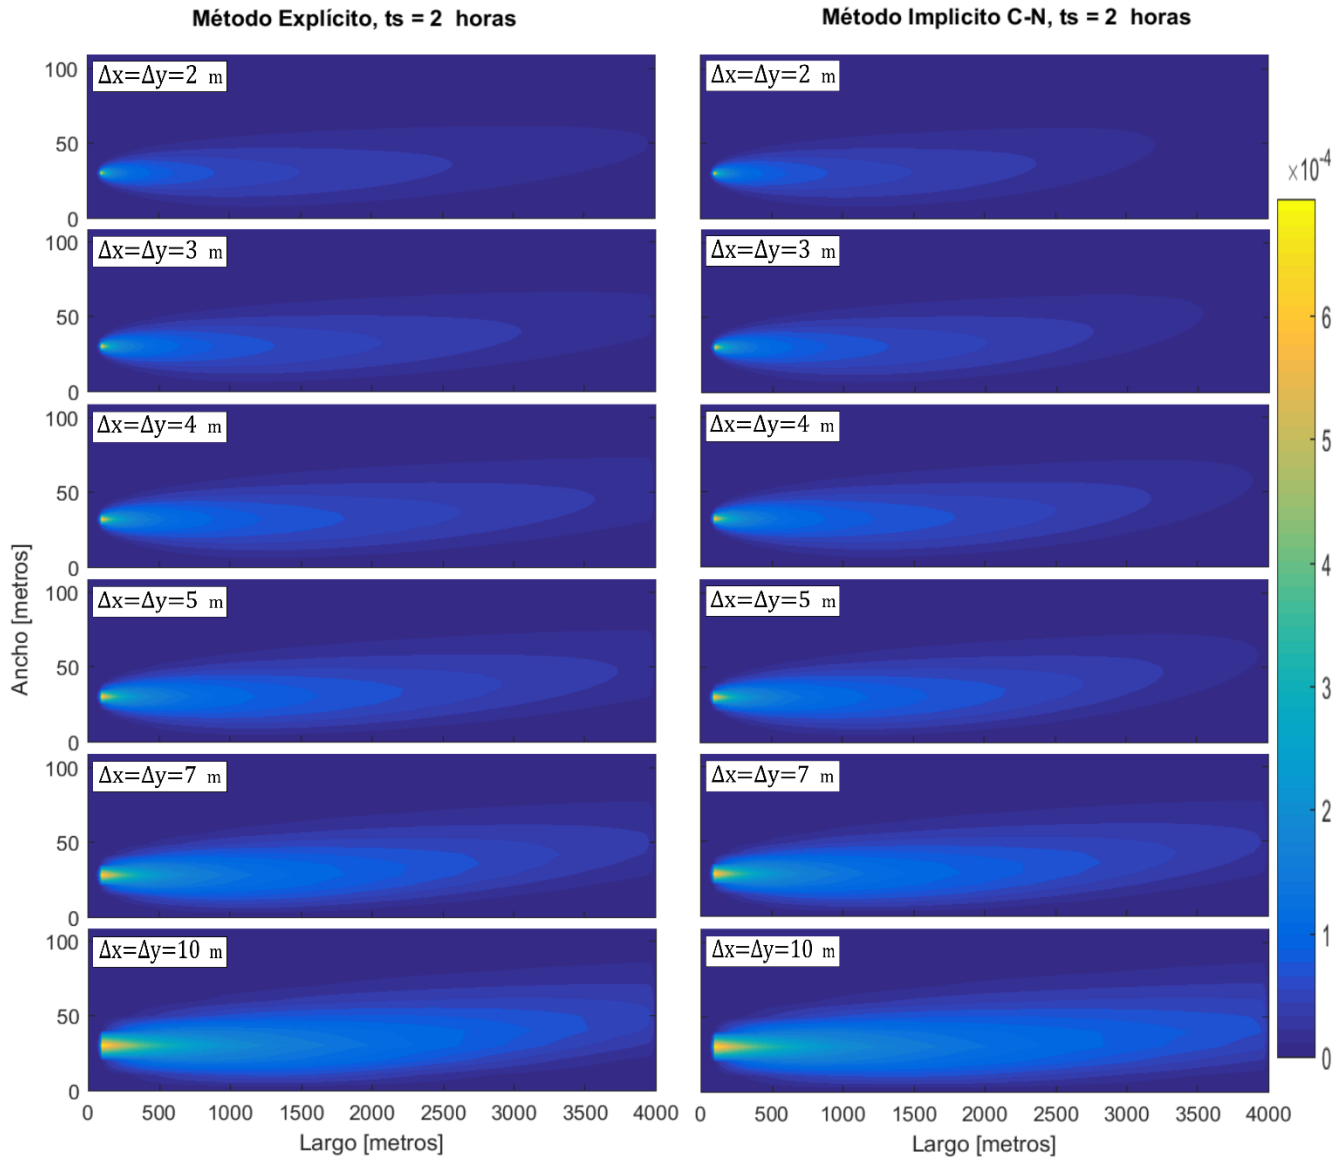 Método Explícito, ts = 2 horas
Método Implicito C-N, ts = 2 horas
Δx=Δy=2 m
Δx=Δy=2 m
100
50
0
×10⁻⁴
Δx=Δy=3 m
Δx=Δy=3 m
100
50
0
Δx=Δy=4 m
Δx=Δy=4 m
100
50
0
Δx=Δy=5 m
Δx=Δy=5 m
100
50
0
Δx=Δy=7 m
Δx=Δy=7 m
100
50
0
Δx=Δy=10 m
Δx=Δy=10 m
100
50
0
Ancho [metros]
6
5
4
3
2
1
0
0 500 1000 1500 2000 2500 3000 3500 4000
0 500 1000 1500 2000 2500 3000 3500 4000
Largo [metros]
Largo [metros]